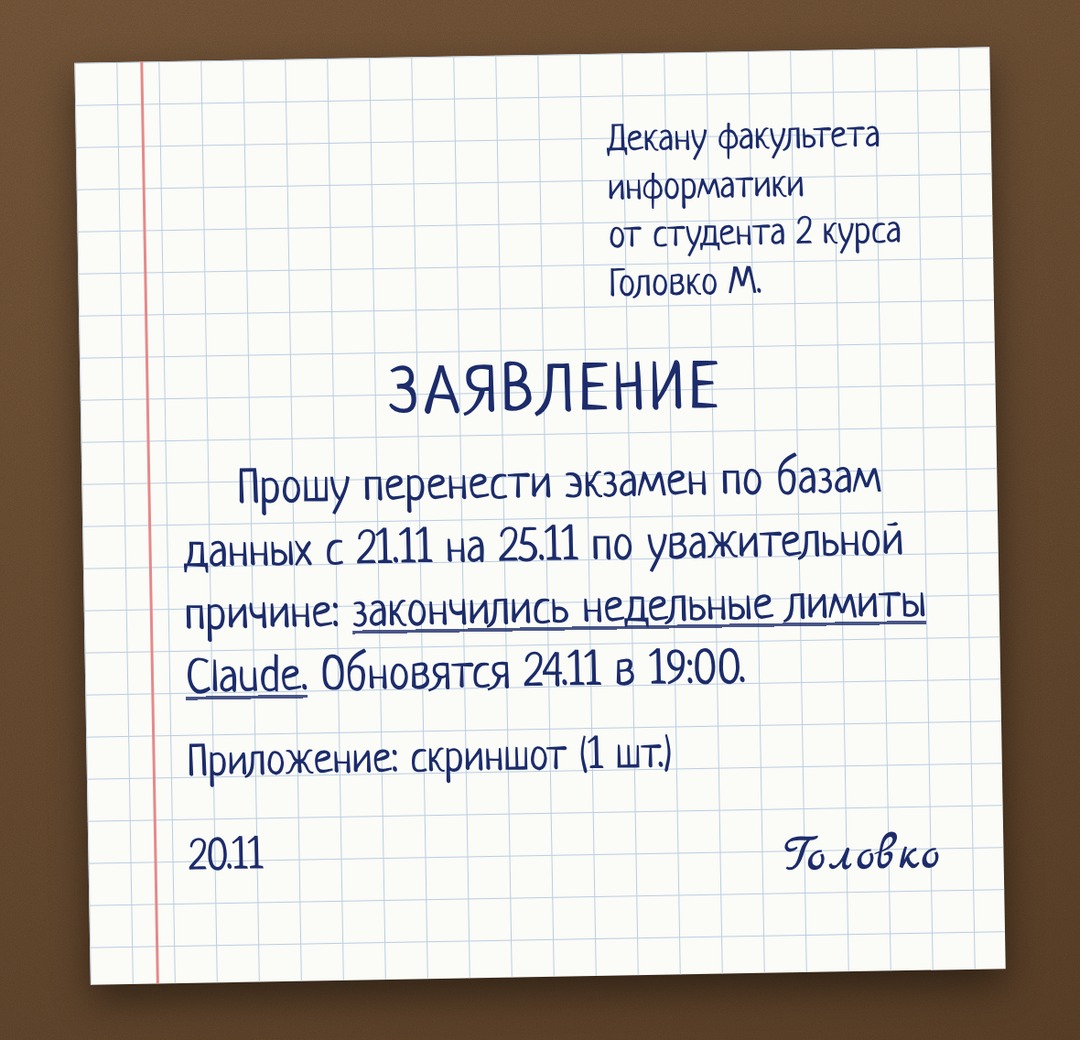 Декану факультета
информатики
от студента 2 курса
Головко М.
ЗАЯВЛЕНИЕ
Прошу перенести экзамен по базам
данных с 21.11 на 25.11 по уважительной
причине: закончились недельные лимиты
Claude. Обновятся 24.11 в 19:00.
Приложение: скриншот (1 шт.)
20.11
Головко